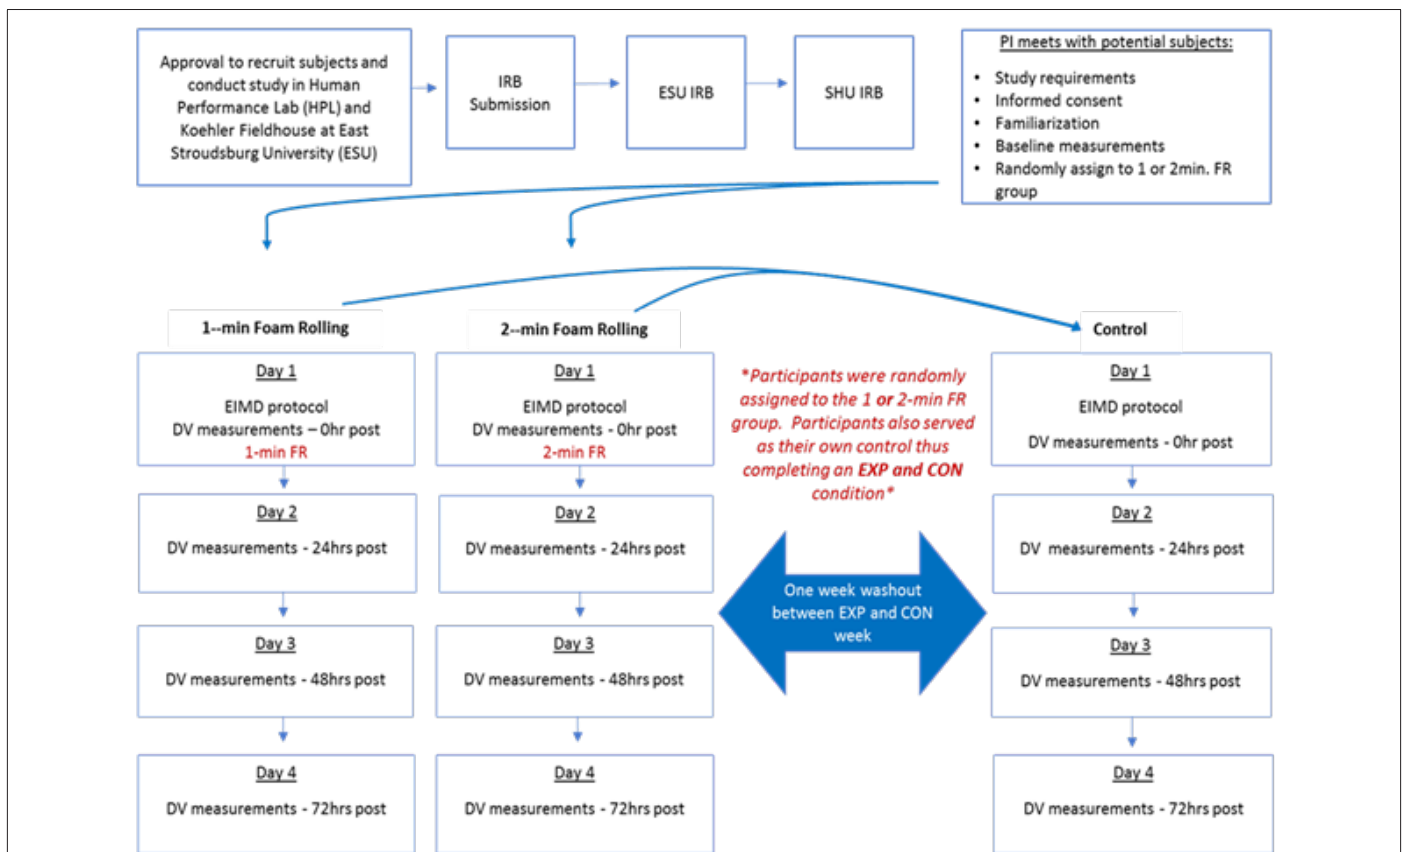 Approval to recruit subjects and
conduct study in Human
Performance Lab (HPL) and
Koehler Fieldhouse at East
Stroudsburg University (ESU)
IRB
Submission
ESU IRB
SHU IRB
PI meets with potential subjects:
• Study requirements
• Informed consent
• Familiarization
• Baseline measurements
• Randomly assign to 1 or 2min. FR
group
1--min Foam Rolling
Day 1
EIMD protocol
DV measurements – 0hr post
1-min FR
Day 2
DV measurements - 24hrs post
Day 3
DV measurements - 48hrs post
Day 4
DV measurements - 72hrs post
2--min Foam Rolling
Day 1
EIMD protocol
DV measurements - 0hr post
2-min FR
Day 2
DV measurements - 24hrs post
Day 3
DV measurements - 48hrs post
Day 4
DV measurements - 72hrs post
*Participants were randomly
assigned to the 1 or 2-min FR
group. Participants also served
as their own control thus
completing an EXP and CON
condition*
One week washout
between EXP and CON
week
Control
Day 1
EIMD protocol
DV measurements - 0hr post
Day 2
DV measurements - 24hrs post
Day 3
DV measurements - 48hrs post
Day 4
DV measurements - 72hrs post